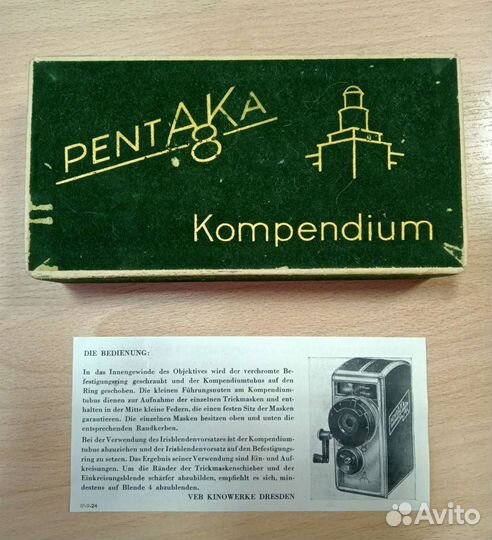 PENTAKA
8
Kompendium
DIE BEDIENUNG:
In das Innengewinde des Objektives wird der verchromte Be-
festigungsring geschraubt und der Kompendiumtubus auf den
Ring geschoben. Die kleinen Führungsnuten am Kompendium-
tubus dienen zur Aufnahme der einzelnen Trickmasken und ent-
halten in der Mitte kleine Federn, die einen festen Sitz der Masken
garantieren. Die einzelnen Masken besitzen oben und unten die
entsprechenden Randkerben.
Bei der Verwendung des Irisblendenvorsatzes ist der Kompendium-
tubus abzuziehen und der Irisblendenvorsatz auf den Befestigungs-
ring zu setzen. Das Ergebnis seiner Verwendung sind Ein- und Auf-
kreisungen. Um die Ränder der Trickmaskenschieber und der
Einkreisungsblende schärfer abzubilden, empfiehlt es sich, min-
destens auf Blende 4 abzublenden.
VEB KINOWERKE DRESDEN
PENTAKA
Avito